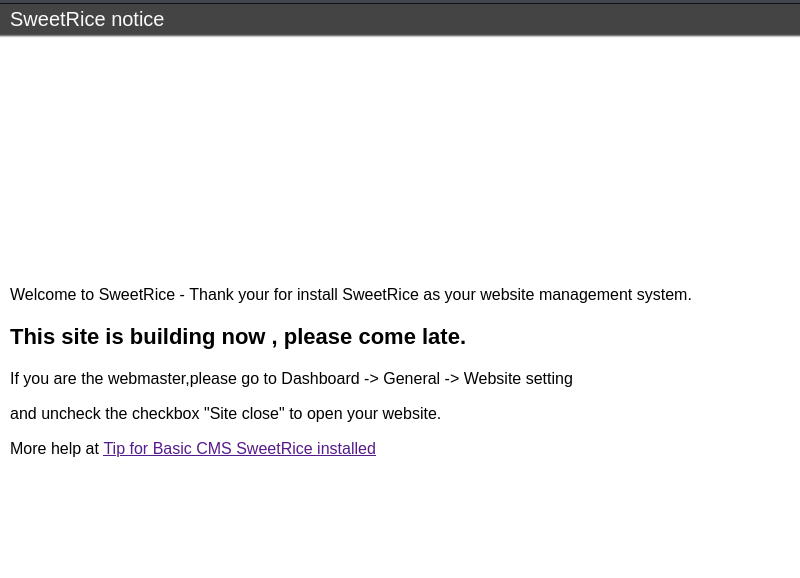 SweetRice notice
Welcome to SweetRice - Thank your for install SweetRice as your website management system.
This site is building now , please come late.
If you are the webmaster,please go to Dashboard -> General -> Website setting
and uncheck the checkbox "Site close" to open your website.
More help at Tip for Basic CMS SweetRice installed